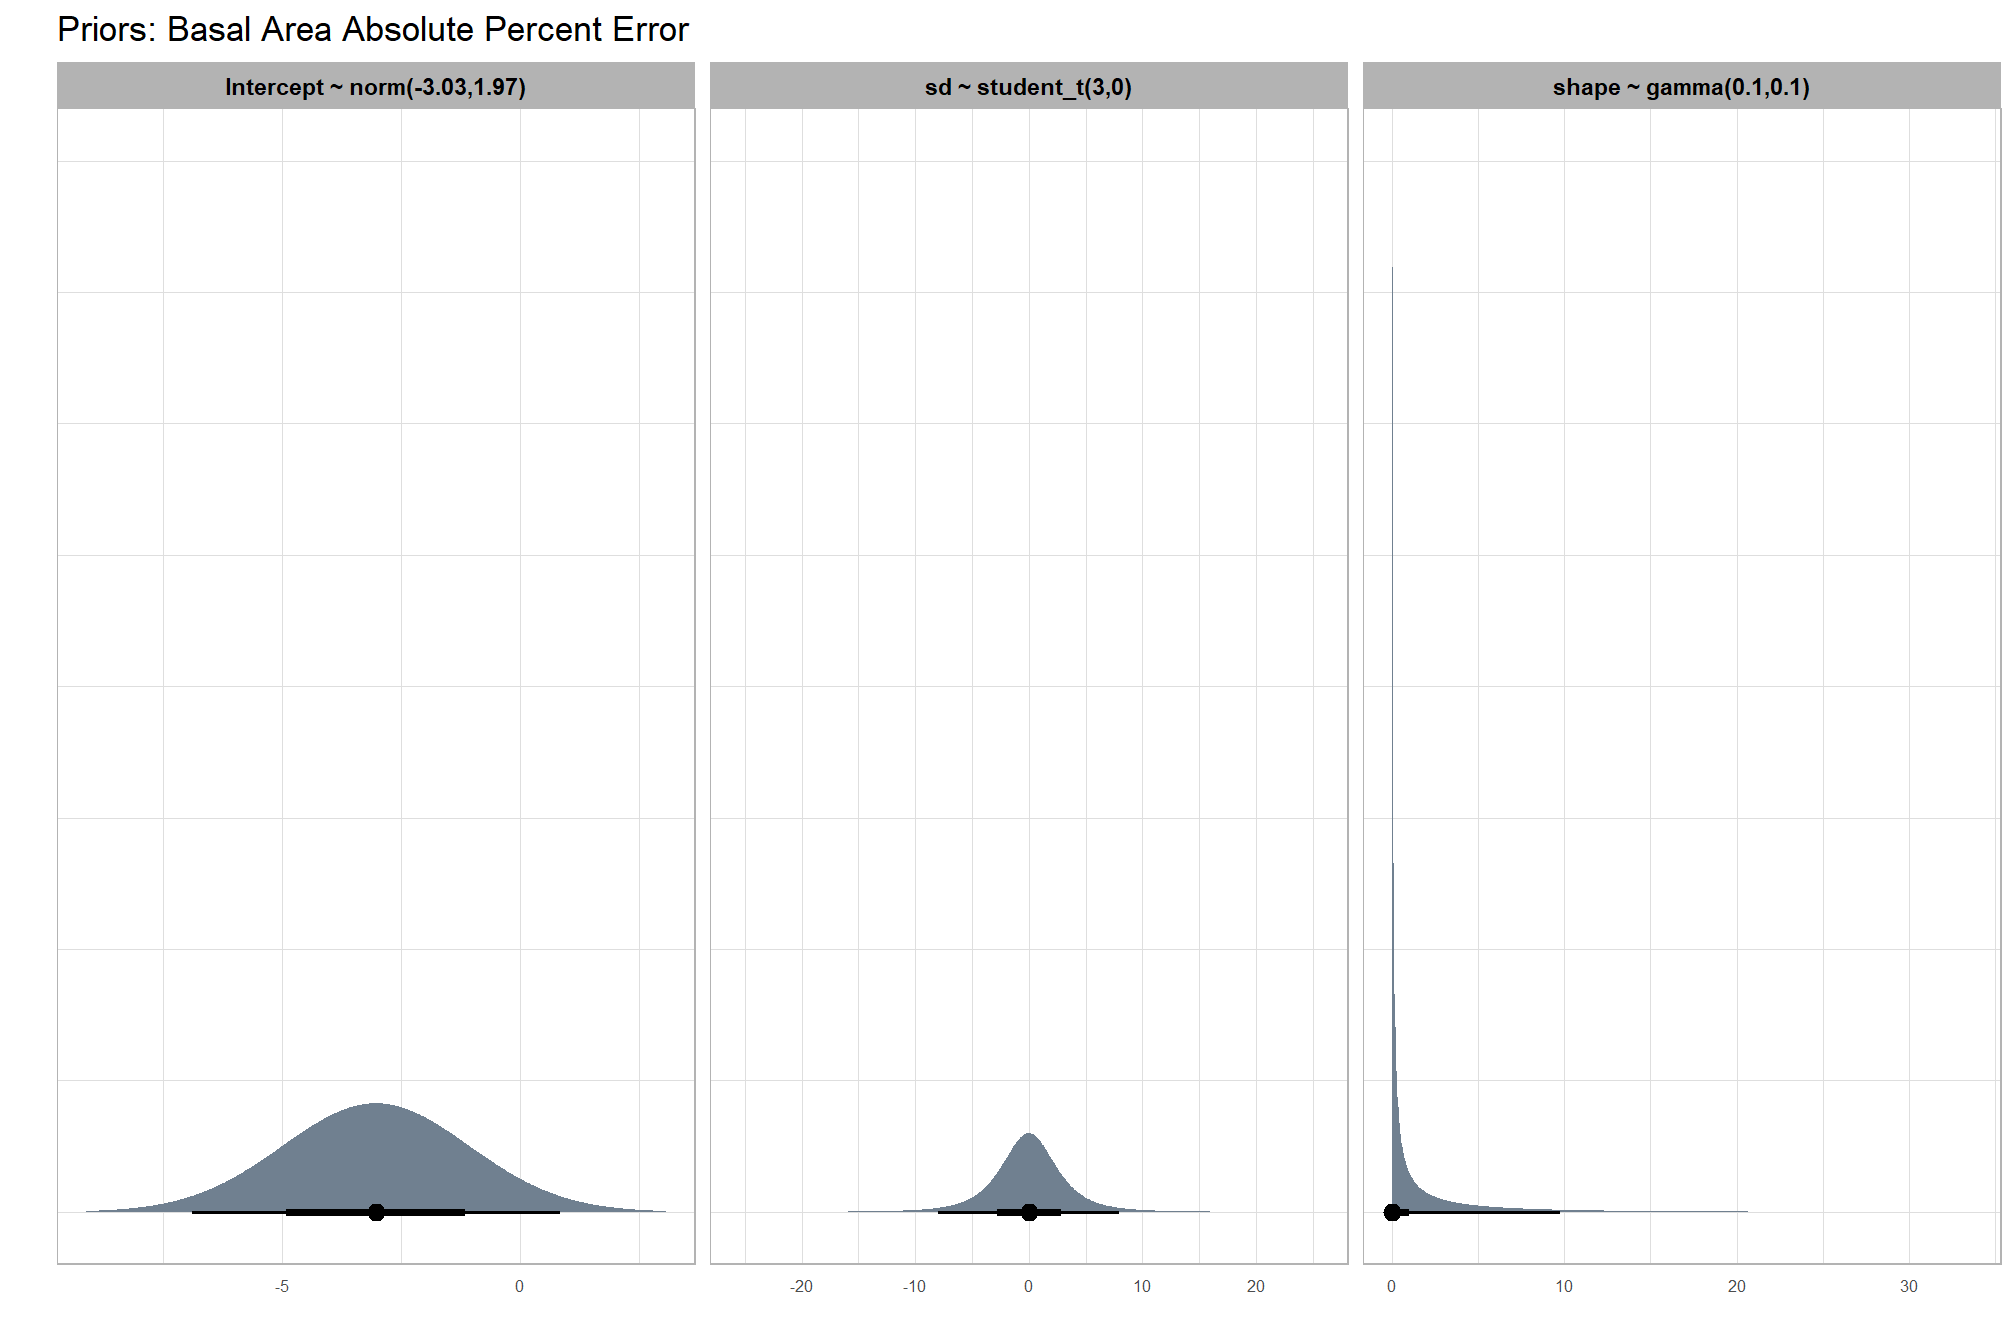 Priors: Basal Area Absolute Percent Error
Intercept ~ norm(-3.03,1.97)
sd ~ student_t(3,0)
shape ~ gamma(0.1,0.1)
-5 0
-20 -10 0 10 20
0 10 20 30